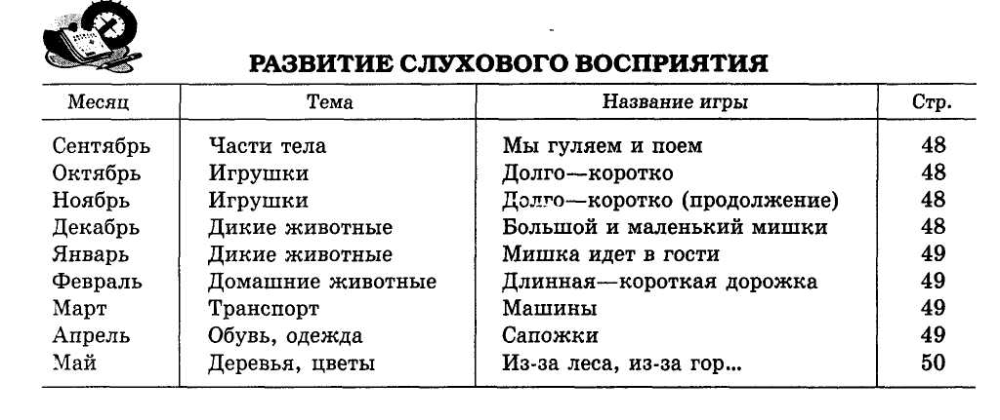 РАЗВИТИЕ СЛУХОВОГО ВОСПРИЯТИЯ
Месяц Тема Название игры Стр.
Сентябрь Части тела Мы гуляем и поем 48
Октябрь Игрушки Долго—коротко 48
Ноябрь Игрушки Долго—коротко (продолжение) 48
Декабрь Дикие животные Большой и маленький мишки 48
Январь Дикие животные Мишка идет в гости 49
Февраль Домашние животные Длинная—короткая дорожка 49
Март Транспорт Машины 49
Апрель Обувь, одежда Сапожки 49
Май Деревья, цветы Из-за леса, из-за гор... 50